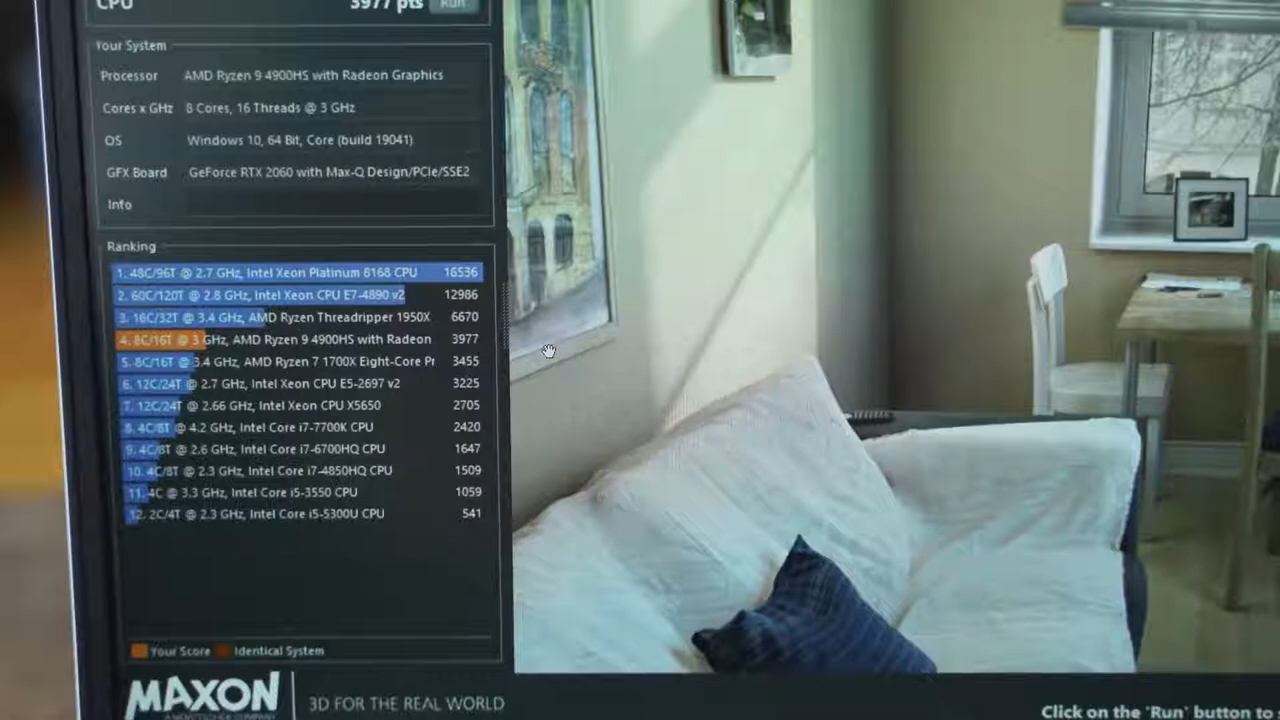 CPU 3977 pts Run
Your System
Processor AMD Ryzen 9 4900HS with Radeon Graphics
Cores x GHz 8 Cores, 16 Threads @ 3 GHz
OS Windows 10, 64 Bit, Core (build 19041)
GFX Board GeForce RTX 2060 with Max-Q Design/PCIe/SSE2
Info
Ranking
1. 48C/96T @ 2.7 GHz, Intel Xeon Platinum 8168 CPU 16536
2. 60C/120T @ 2.8 GHz, Intel Xeon CPU E7-4890 v2 12986
3. 16C/32T @ 3.4 GHz, AMD Ryzen Threadripper 1950X 6670
4. 8C/16T @ 3 GHz, AMD Ryzen 9 4900HS with Radeon 3977
5. 8C/16T @ 3.4 GHz, AMD Ryzen 7 1700X Eight-Core Pr 3455
6. 12C/24T @ 2.7 GHz, Intel Xeon CPU E5-2697 v2 3225
7. 12C/24T @ 2.66 GHz, Intel Xeon CPU X5650 2705
8. 4C/8T @ 4.2 GHz, Intel Core i7-7700K CPU 2420
9. 4C/8T @ 2.6 GHz, Intel Core i7-6700HQ CPU 1647
10. 4C/8T @ 2.3 GHz, Intel Core i7-4850HQ CPU 1509
11. 4C @ 3.3 GHz, Intel Core i5-3550 CPU 1059
12. 2C/4T @ 2.3 GHz, Intel Core i5-5300U CPU 541
Your Score Identical System
MAXON 3D FOR THE REAL WORLD
A NEMETSCHEK COMPANY
Click on the 'Run' button to